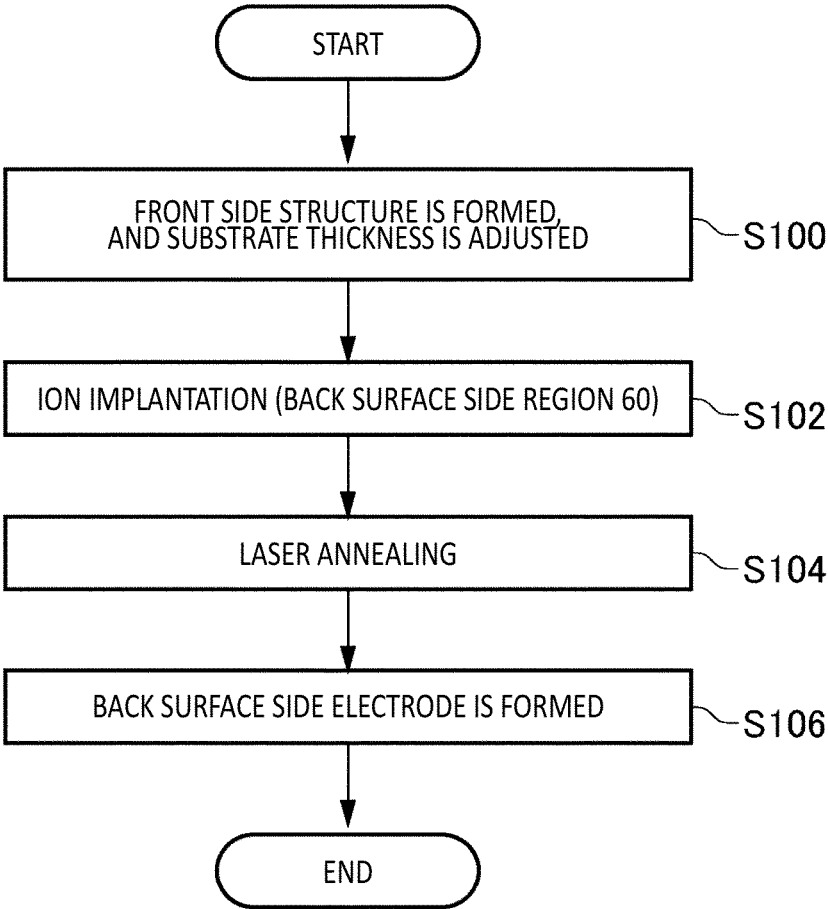 START
FRONT SIDE STRUCTURE IS FORMED,
AND SUBSTRATE THICKNESS IS ADJUSTED
S100
ION IMPLANTATION (BACK SURFACE SIDE REGION 60)
S102
LASER ANNEALING
S104
BACK SURFACE SIDE ELECTRODE IS FORMED
S106
END